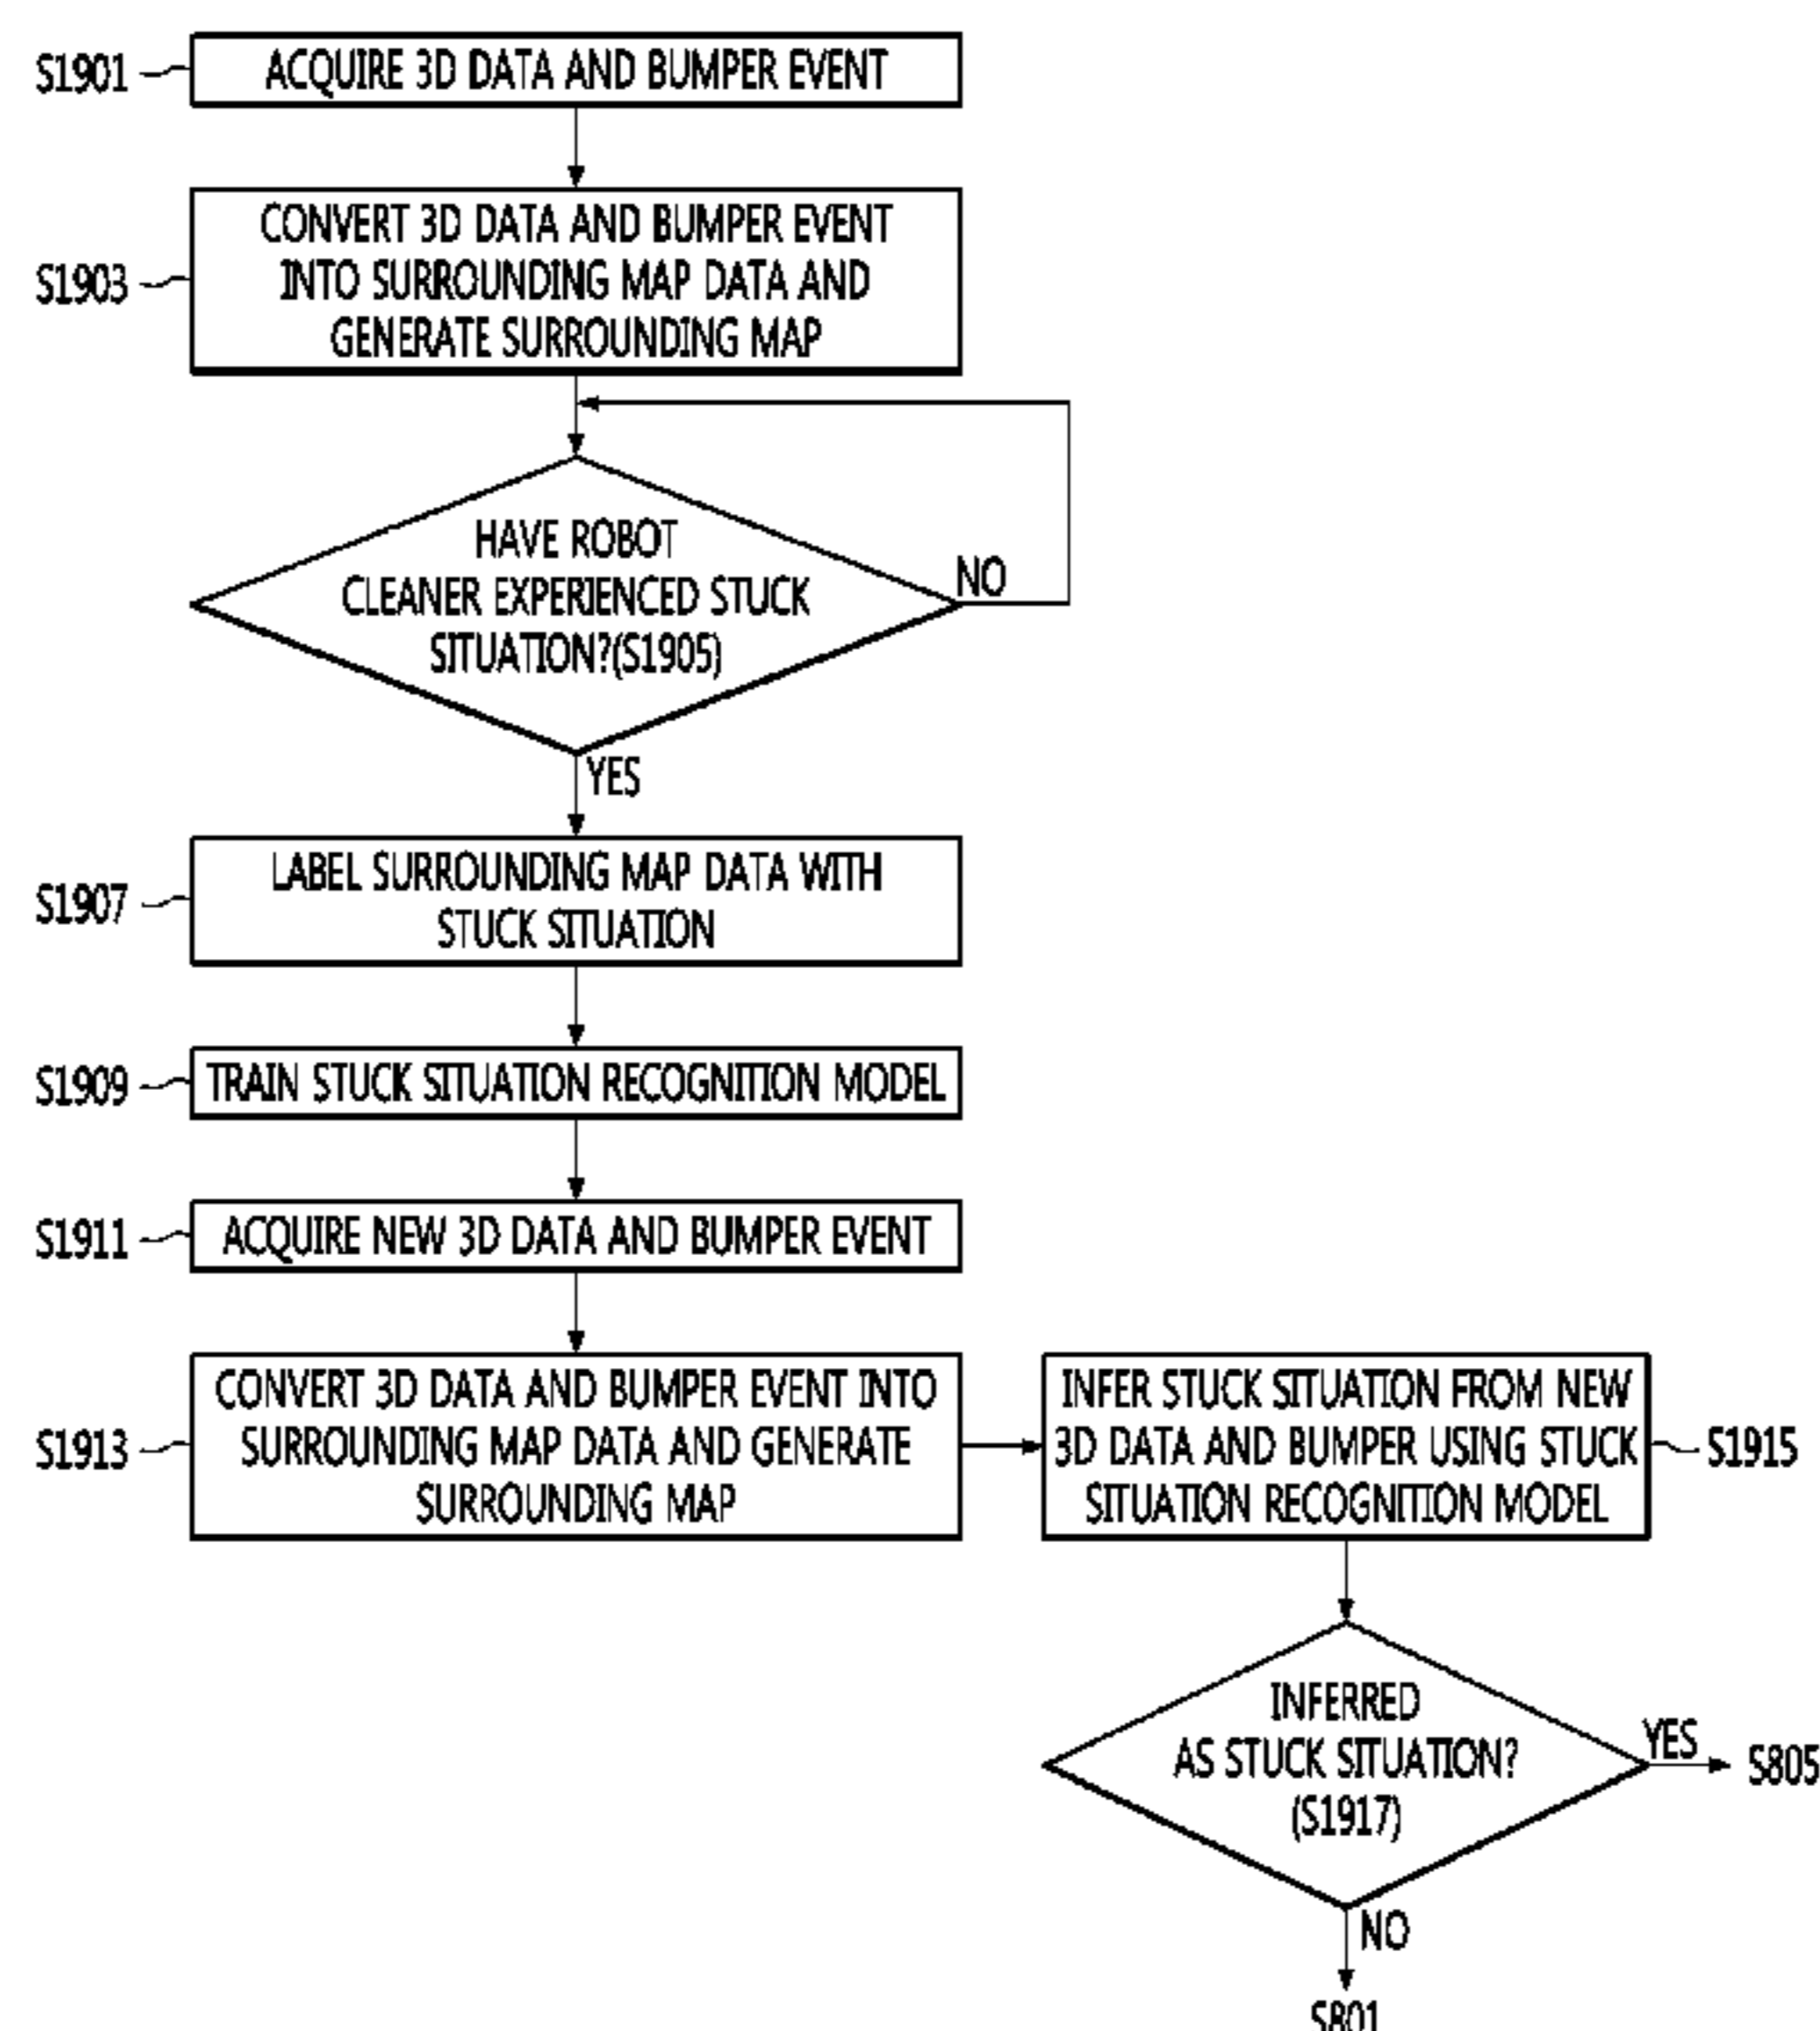 S1901
ACQUIRE 3D DATA AND BUMPER EVENT
S1903
CONVERT 3D DATA AND BUMPER EVENT
INTO SURROUNDING MAP DATA AND
GENERATE SURROUNDING MAP
HAVE ROBOT
CLEANER EXPERIENCED STUCK
SITUATION?(S1905)
NO
YES
S1907
LABEL SURROUNDING MAP DATA WITH
STUCK SITUATION
S1909
TRAIN STUCK SITUATION RECOGNITION MODEL
S1911
ACQUIRE NEW 3D DATA AND BUMPER EVENT
S1913
CONVERT 3D DATA AND BUMPER EVENT INTO
SURROUNDING MAP DATA AND GENERATE
SURROUNDING MAP
INFER STUCK SITUATION FROM NEW
3D DATA AND BUMPER USING STUCK
SITUATION RECOGNITION MODEL
S1915
INFERRED
AS STUCK SITUATION?
(S1917)
YES
S805
NO
S801